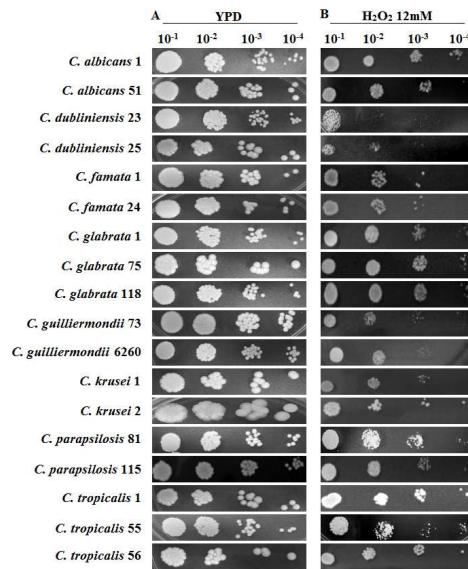 A YPD B H₂O₂ 12mM
10⁻¹ 10⁻² 10⁻³ 10⁻⁴ 10⁻¹ 10⁻² 10⁻³ 10⁻⁴
C. albicans 1
C. albicans 51
C. dubliniensis 23
C. dubliniensis 25
C. famata 1
C. famata 24
C. glabrata 1
C. glabrata 75
C. glabrata 118
C. guilliermondii 73
C. guilliermondii 6260
C. krusei 1
C. krusei 2
C. parapsilosis 81
C. parapsilosis 115
C. tropicalis 1
C. tropicalis 55
C. tropicalis 56